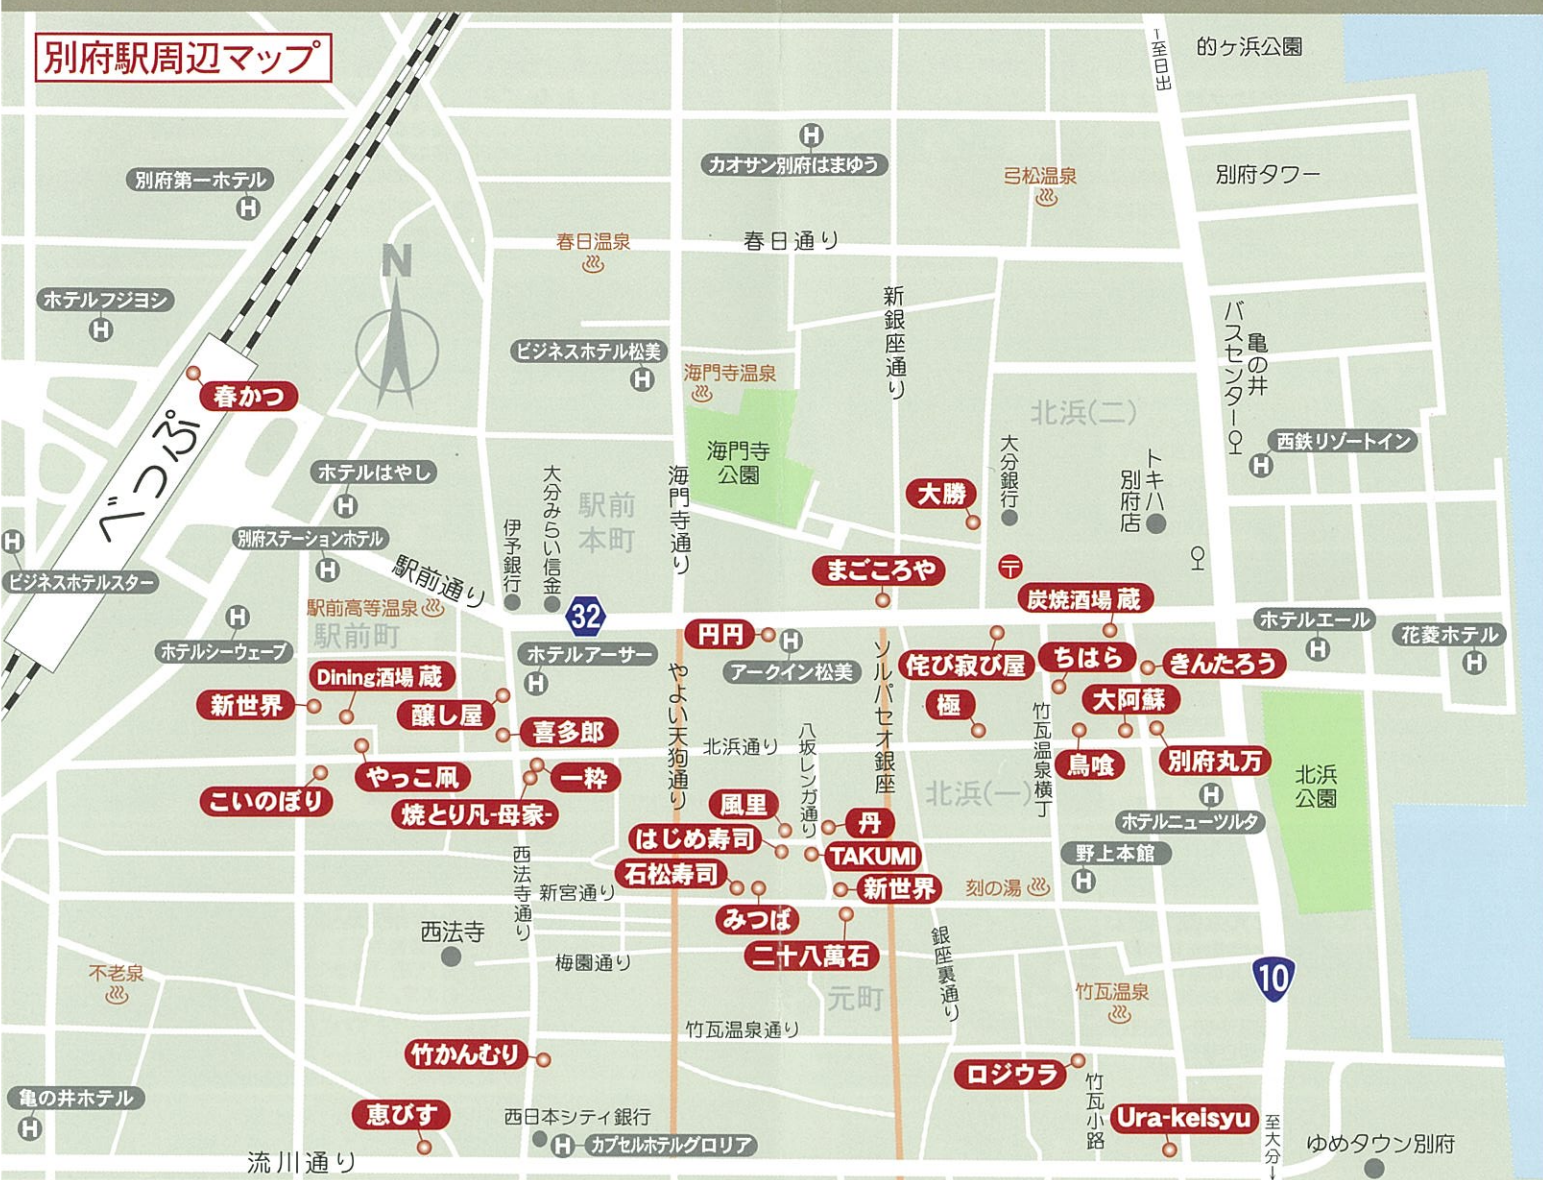 別府駅周辺マップ
↑至日出
的ヶ浜公園
カオサン別府はまゆう
弓松温泉
別府タワー
別府第一ホテル
春日温泉
春日通り
N
ホテルフジヨシ
新銀座通り
亀の井
バスセンター
ビジネスホテル松美
海門寺温泉
春かつ
べっぷ
北浜(二)
海門寺
公園
大分銀行
トキハ
別府店
西鉄リゾートイン
ホテルはやし
大分みらい信金
駅前
本町
海門寺通り
大勝
別府ステーションホテル
伊予銀行
駅前通り
ビジネスホテルスター
まごころや
〒
炭焼酒場 蔵
駅前高等温泉
駅前町
32
円円
ホテルエール
花菱ホテル
ホテルシーウェーブ
ホテルアーサー
アークイン松美
ソルパセオ銀座
侘び寂び屋
ちはら
きんたろう
Dining酒場 蔵
新世界
醸し屋
喜多郎
やよい天狗通り
極
大阿蘇
竹瓦温泉横丁
北浜通り
八坂レンガ通り
鳥喰
別府丸万
やっこ凧
一粋
こいのぼり
焼とり凡-母家-
北浜(一)
北浜
公園
風里
丹
ホテルニューツルタ
はじめ寿司
TAKUMI
野上本館
西法寺通り
石松寿司
新世界
刻の湯
新宮通り
みつば
西法寺
二十八萬石
銀座裏通り
梅園通り
10
不老泉
元町
竹瓦温泉
竹瓦温泉通り
竹かんむり
ロジウラ
竹瓦小路
亀の井ホテル
恵びす
西日本シティ銀行
Ura-keisyu
カプセルホテルグロリア
至大分↓
ゆめタウン別府
流川通り